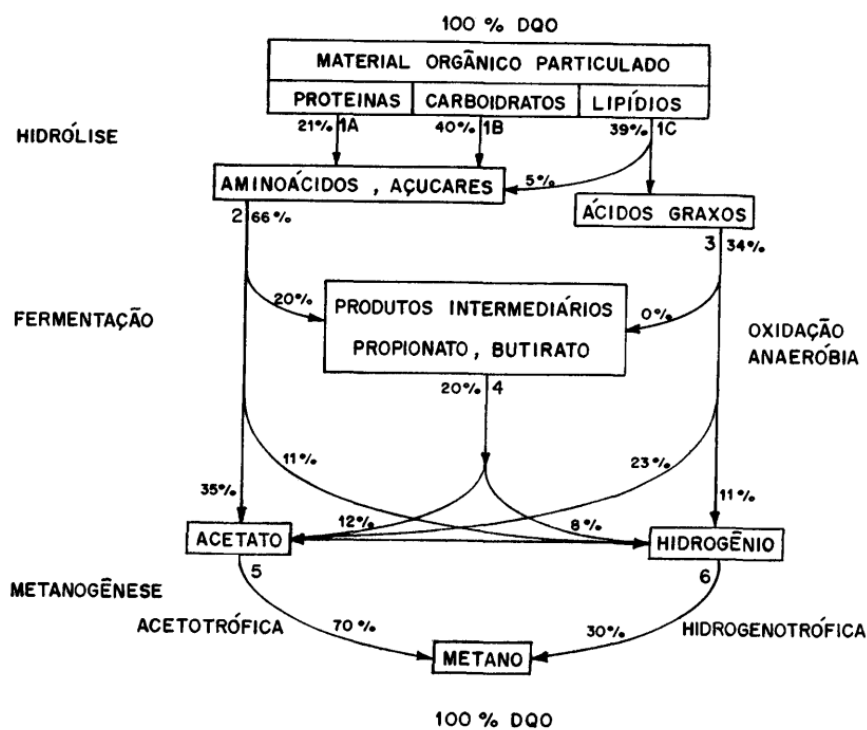 100 % DQO
MATERIAL ORGÂNICO PARTICULADO
PROTEINAS CARBOIDRATOS LIPÍDIOS
21% 1A 40% 1B 39% 1C
HIDRÓLISE
5%
AMINOÁCIDOS , AÇUCARES
ÁCIDOS GRAXOS
2 66%
3 34%
20%
0%
FERMENTAÇÃO
PRODUTOS INTERMEDIÁRIOS
PROPIONATO , BUTIRATO
OXIDAÇÃO
ANAERÓBIA
20% 4
11%
23%
35%
11%
12%
8%
ACETATO
HIDROGÊNIO
5
6
METANOGÊNESE
ACETOTRÓFICA
HIDROGENOTRÓFICA
70%
30%
METANO
100 % DQO